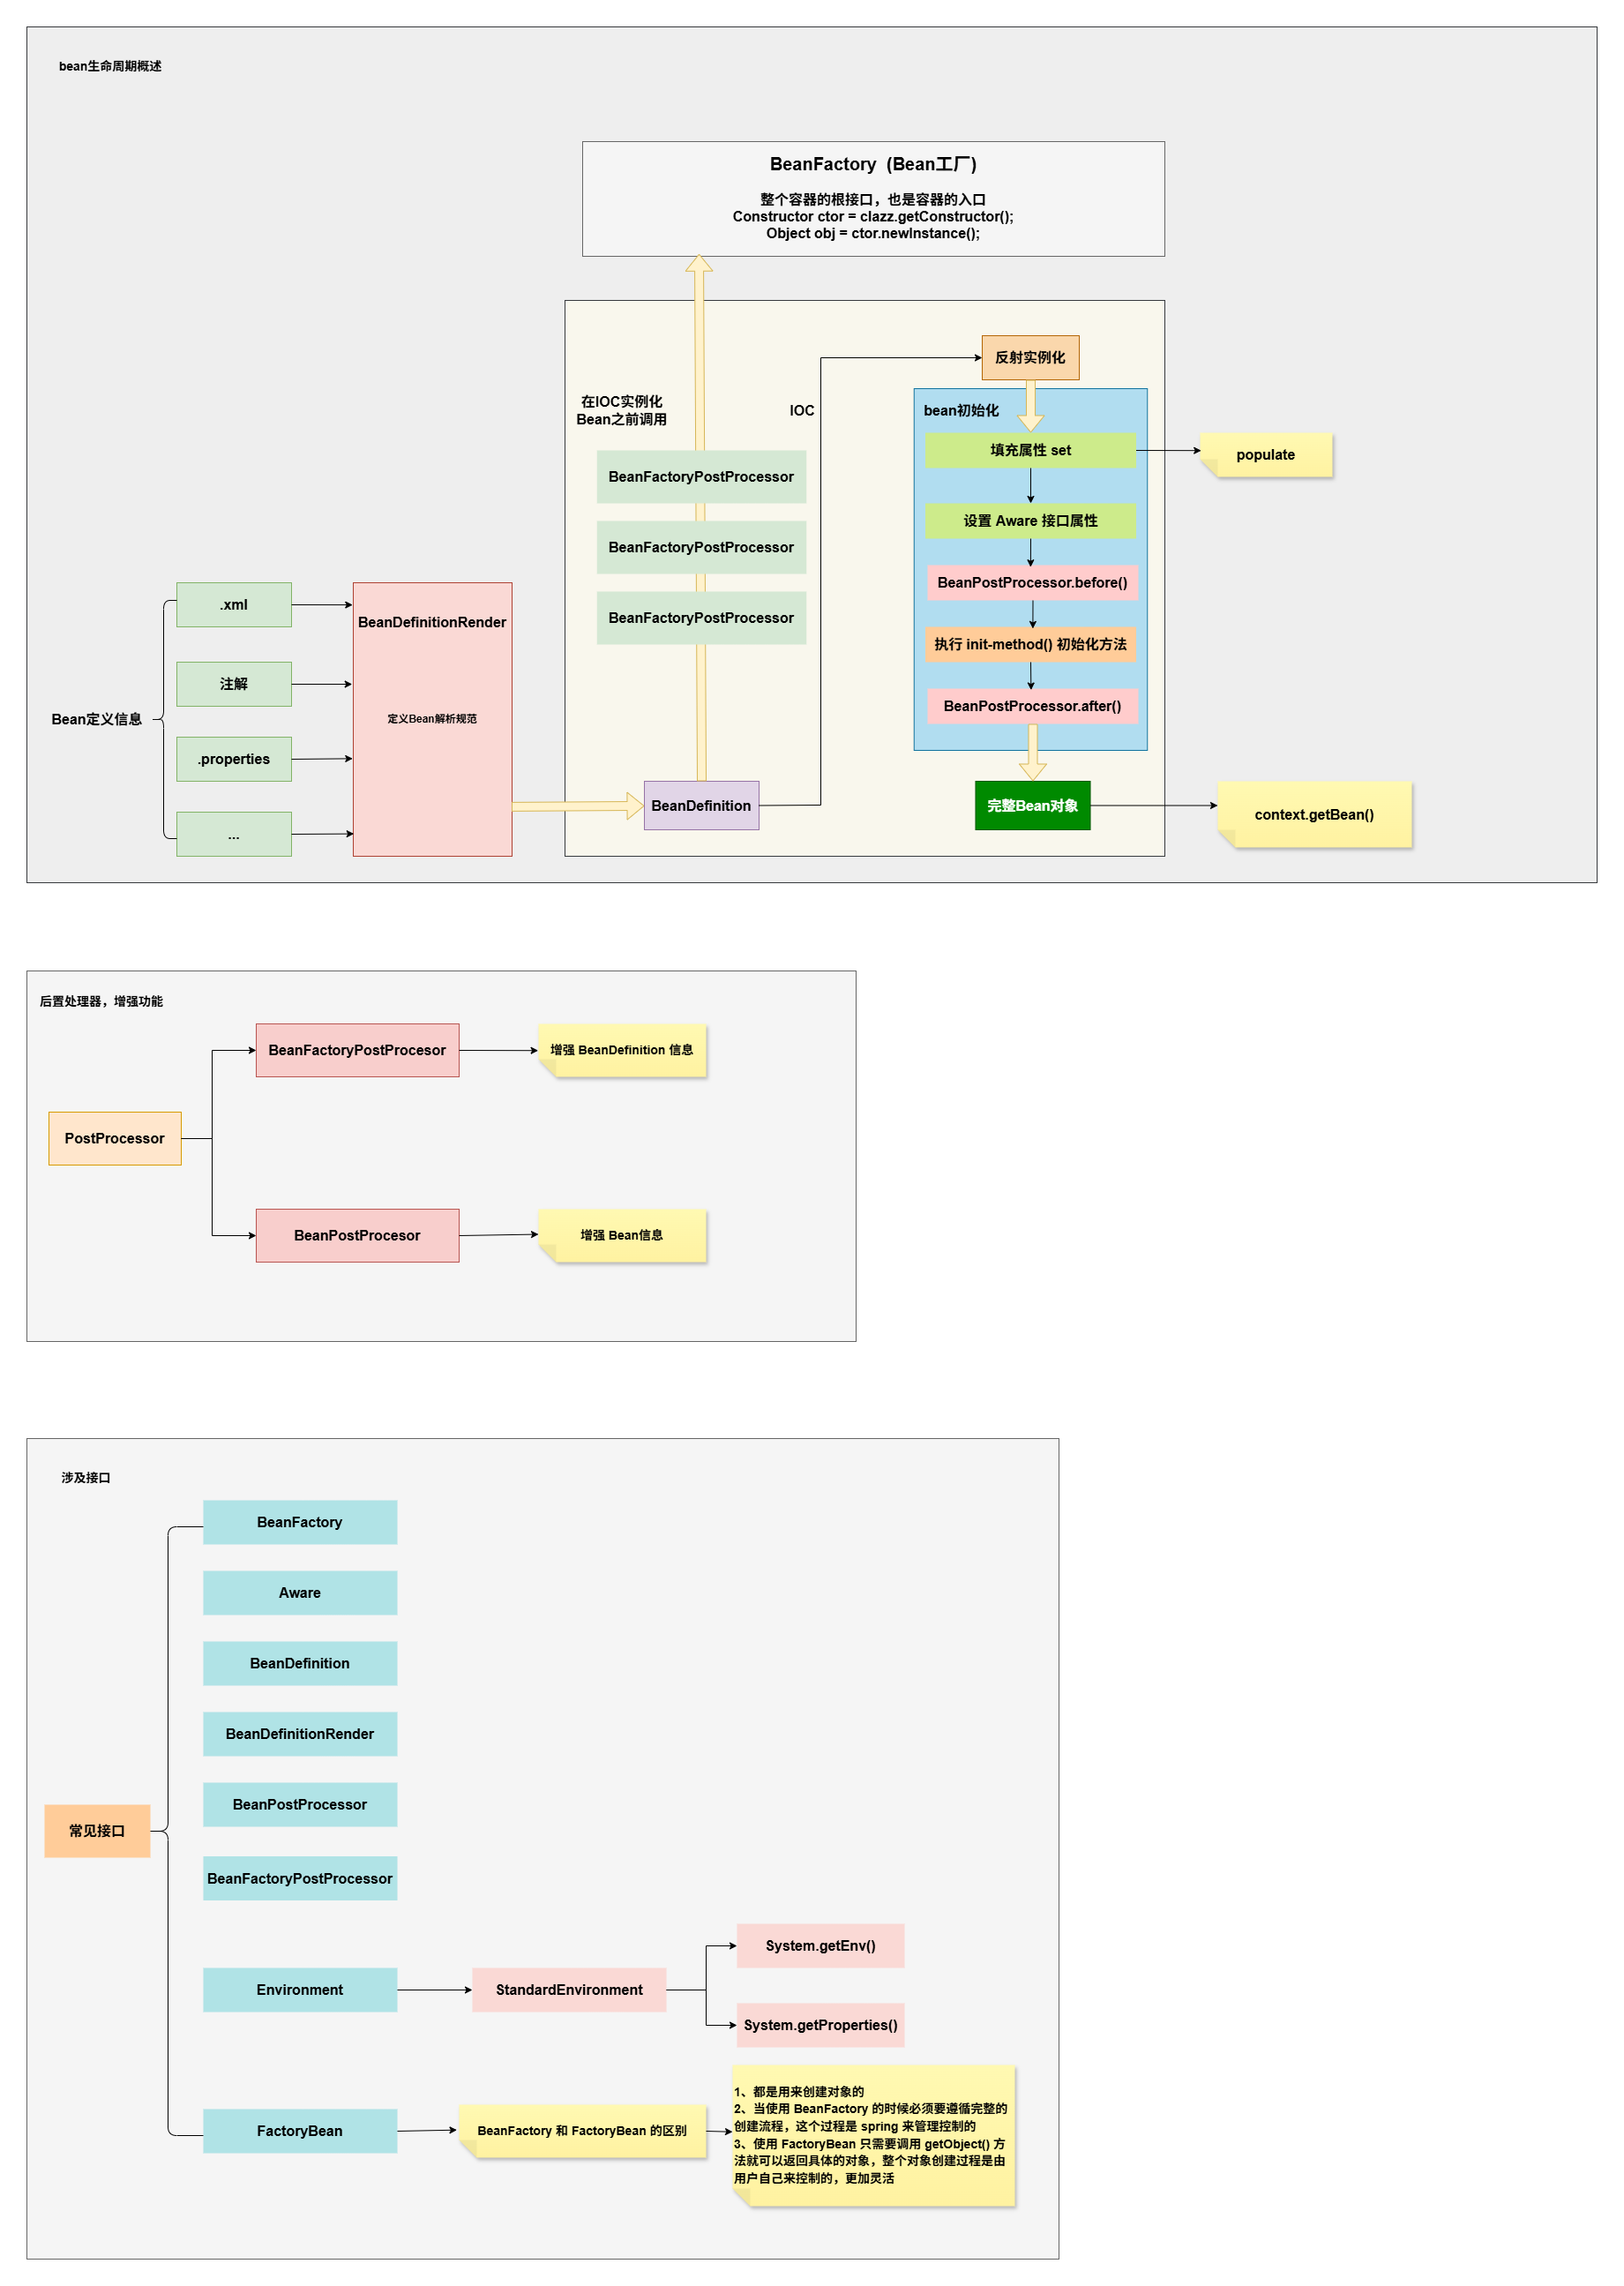 bean生命周期概述
BeanFactory  (Bean工厂)
整个容器的根接口，也是容器的入口
Constructor ctor = clazz.getConstructor();
Object obj = ctor.newInstance();
反射实例化
在IOC实例化
Bean之前调用
IOC
bean初始化
填充属性 set
populate
BeanFactoryPostProcessor
设置 Aware 接口属性
BeanFactoryPostProcessor
BeanPostProcessor.before()
BeanFactoryPostProcessor
执行 init-method() 初始化方法
BeanPostProcessor.after()
.xml
BeanDefinitionRender
注解
Bean定义信息
定义Bean解析规范
.properties
...
BeanDefinition
完整Bean对象
context.getBean()
后置处理器，增强功能
BeanFactoryPostProcesor
增强 BeanDefinition 信息
PostProcessor
BeanPostProcesor
增强 Bean信息
涉及接口
BeanFactory
Aware
BeanDefinition
BeanDefinitionRender
BeanPostProcessor
常见接口
BeanFactoryPostProcessor
Environment
StandardEnvironment
System.getEnv()
System.getProperties()
FactoryBean
BeanFactory 和 FactoryBean 的区别
1、都是用来创建对象的
2、当使用 BeanFactory 的时候必须要遵循完整的
创建流程，这个过程是 spring 来管理控制的
3、使用 FactoryBean 只需要调用 getObject() 方
法就可以返回具体的对象，整个对象创建过程是由
用户自己来控制的，更加灵活